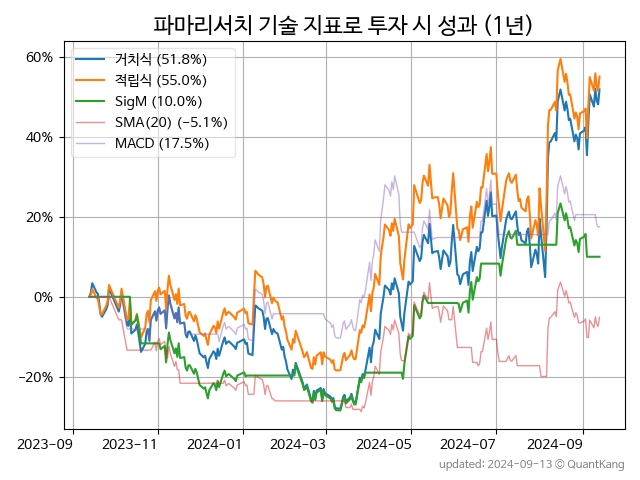 파마리서치 기술 지표로 투자 시 성과 (1년)
거치식 (51.8%)
적립식 (55.0%)
SigM (10.0%)
SMA(20) (−5.1%)
MACD (17.5%)
60%
40%
20%
0%
−20%
2023-09 2023-11 2024-01 2024-03 2024-05 2024-07 2024-09
updated: 2024-09-13 ⓒ QuantKang